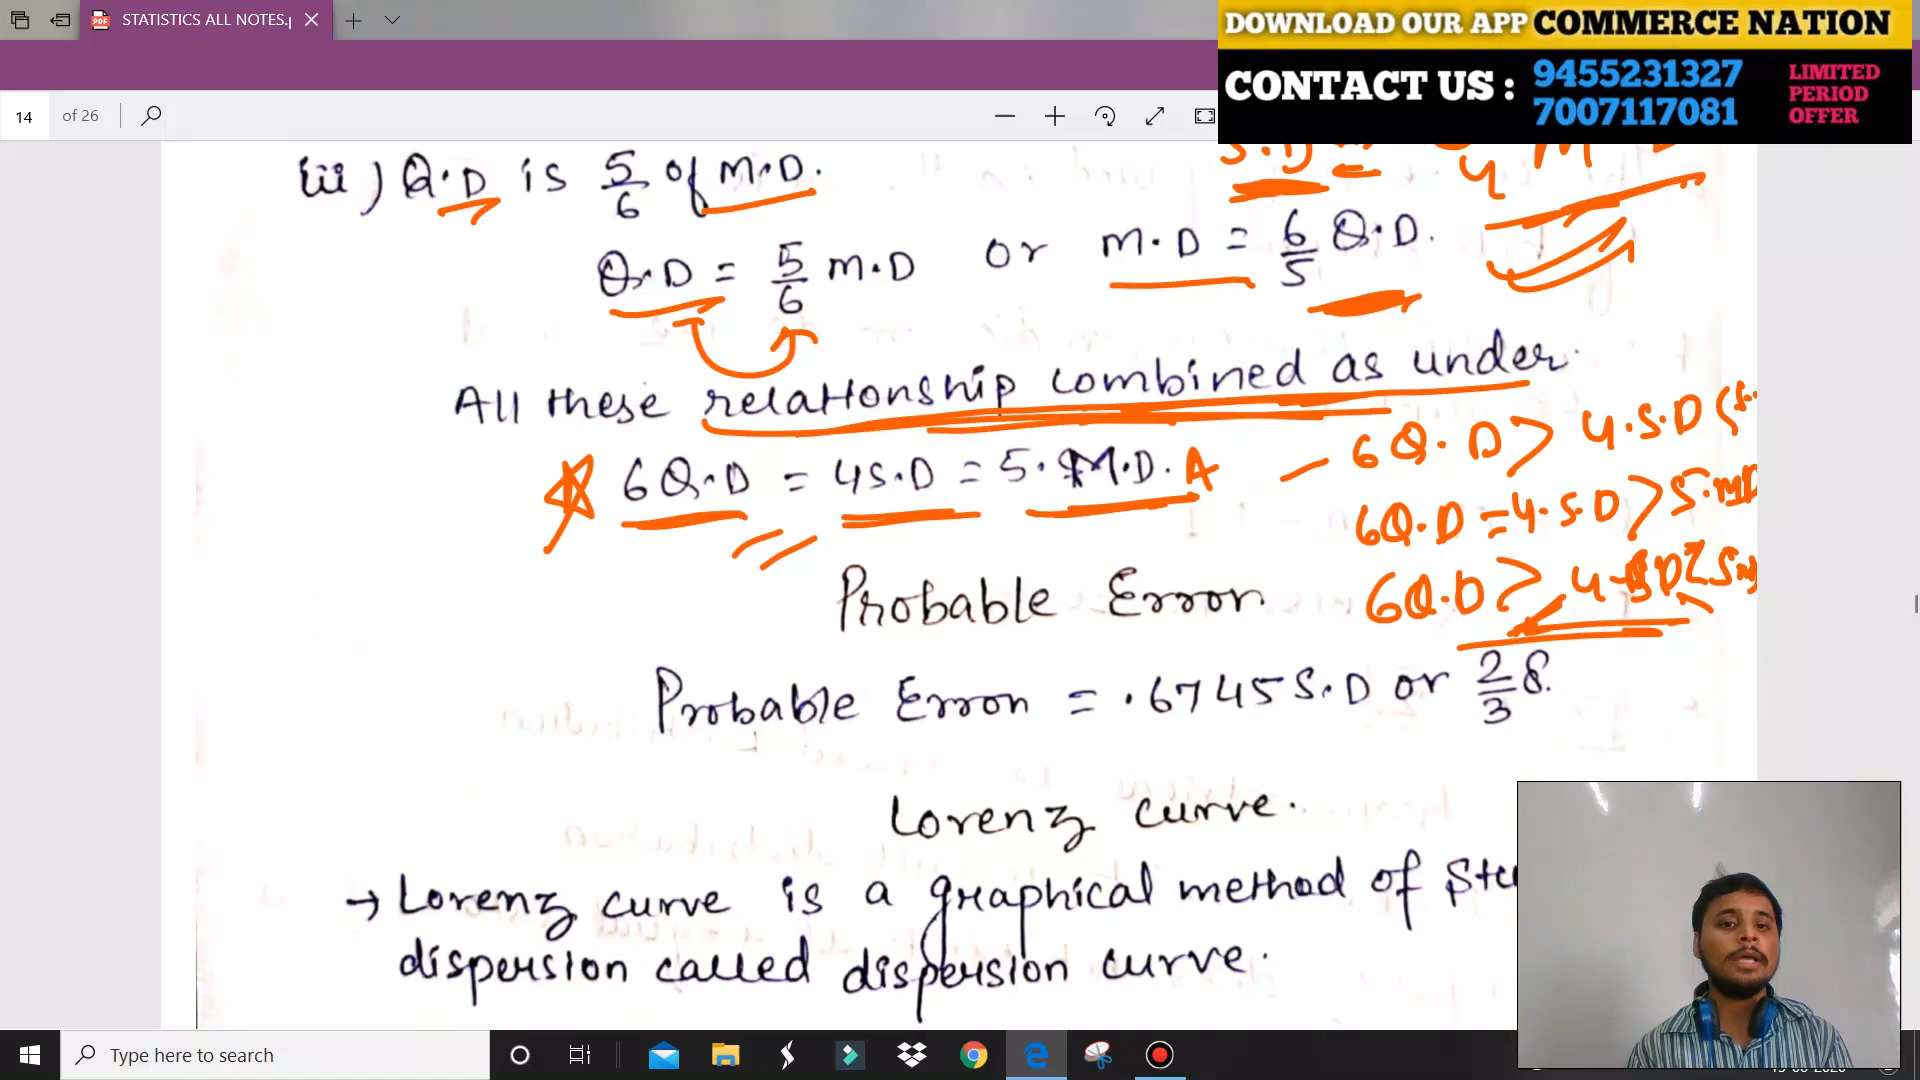 STATISTICS ALL NOTES.p
DOWNLOAD OUR APP COMMERCE NATION
CONTACT US : 9455231327
7007117081
LIMITED
PERIOD
OFFER
14 of 26
iii) Q.D is 5/6 of M.D.
Q.D = 5/6 M.D or M.D = 6/5 Q.D.
All these relationship combined as under.
6Q.D = 4S.D = 5.M.D. A
6Q.D > 4.S.D
6Q.D = 4.S.D > 5.MD
6Q.D >
Probable Error.
Probable Error = .6745 S.D or 2/3 8.
Lorenz curve.
→ Lorenz curve is a graphical method of
dispersion called dispersion curve.
Type here to search